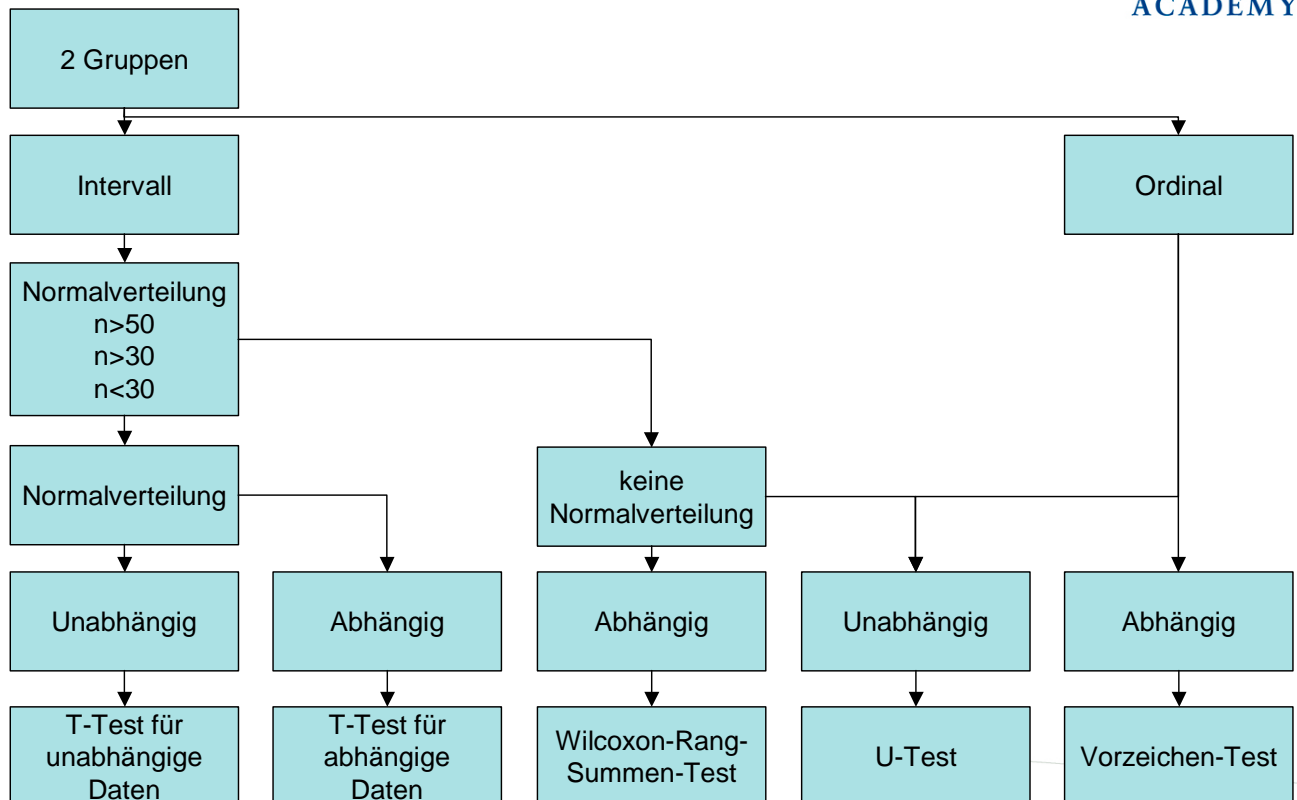 ACADEMY
2 Gruppen
Intervall
Ordinal
Normalverteilung
n>50
n>30
n<30
Normalverteilung
keine
Normalverteilung
Unabhängig
Abhängig
Abhängig
Unabhängig
Abhängig
T-Test für
unabhängige
Daten
T-Test für
abhängige
Daten
Wilcoxon-Rang-
Summen-Test
U-Test
Vorzeichen-Test